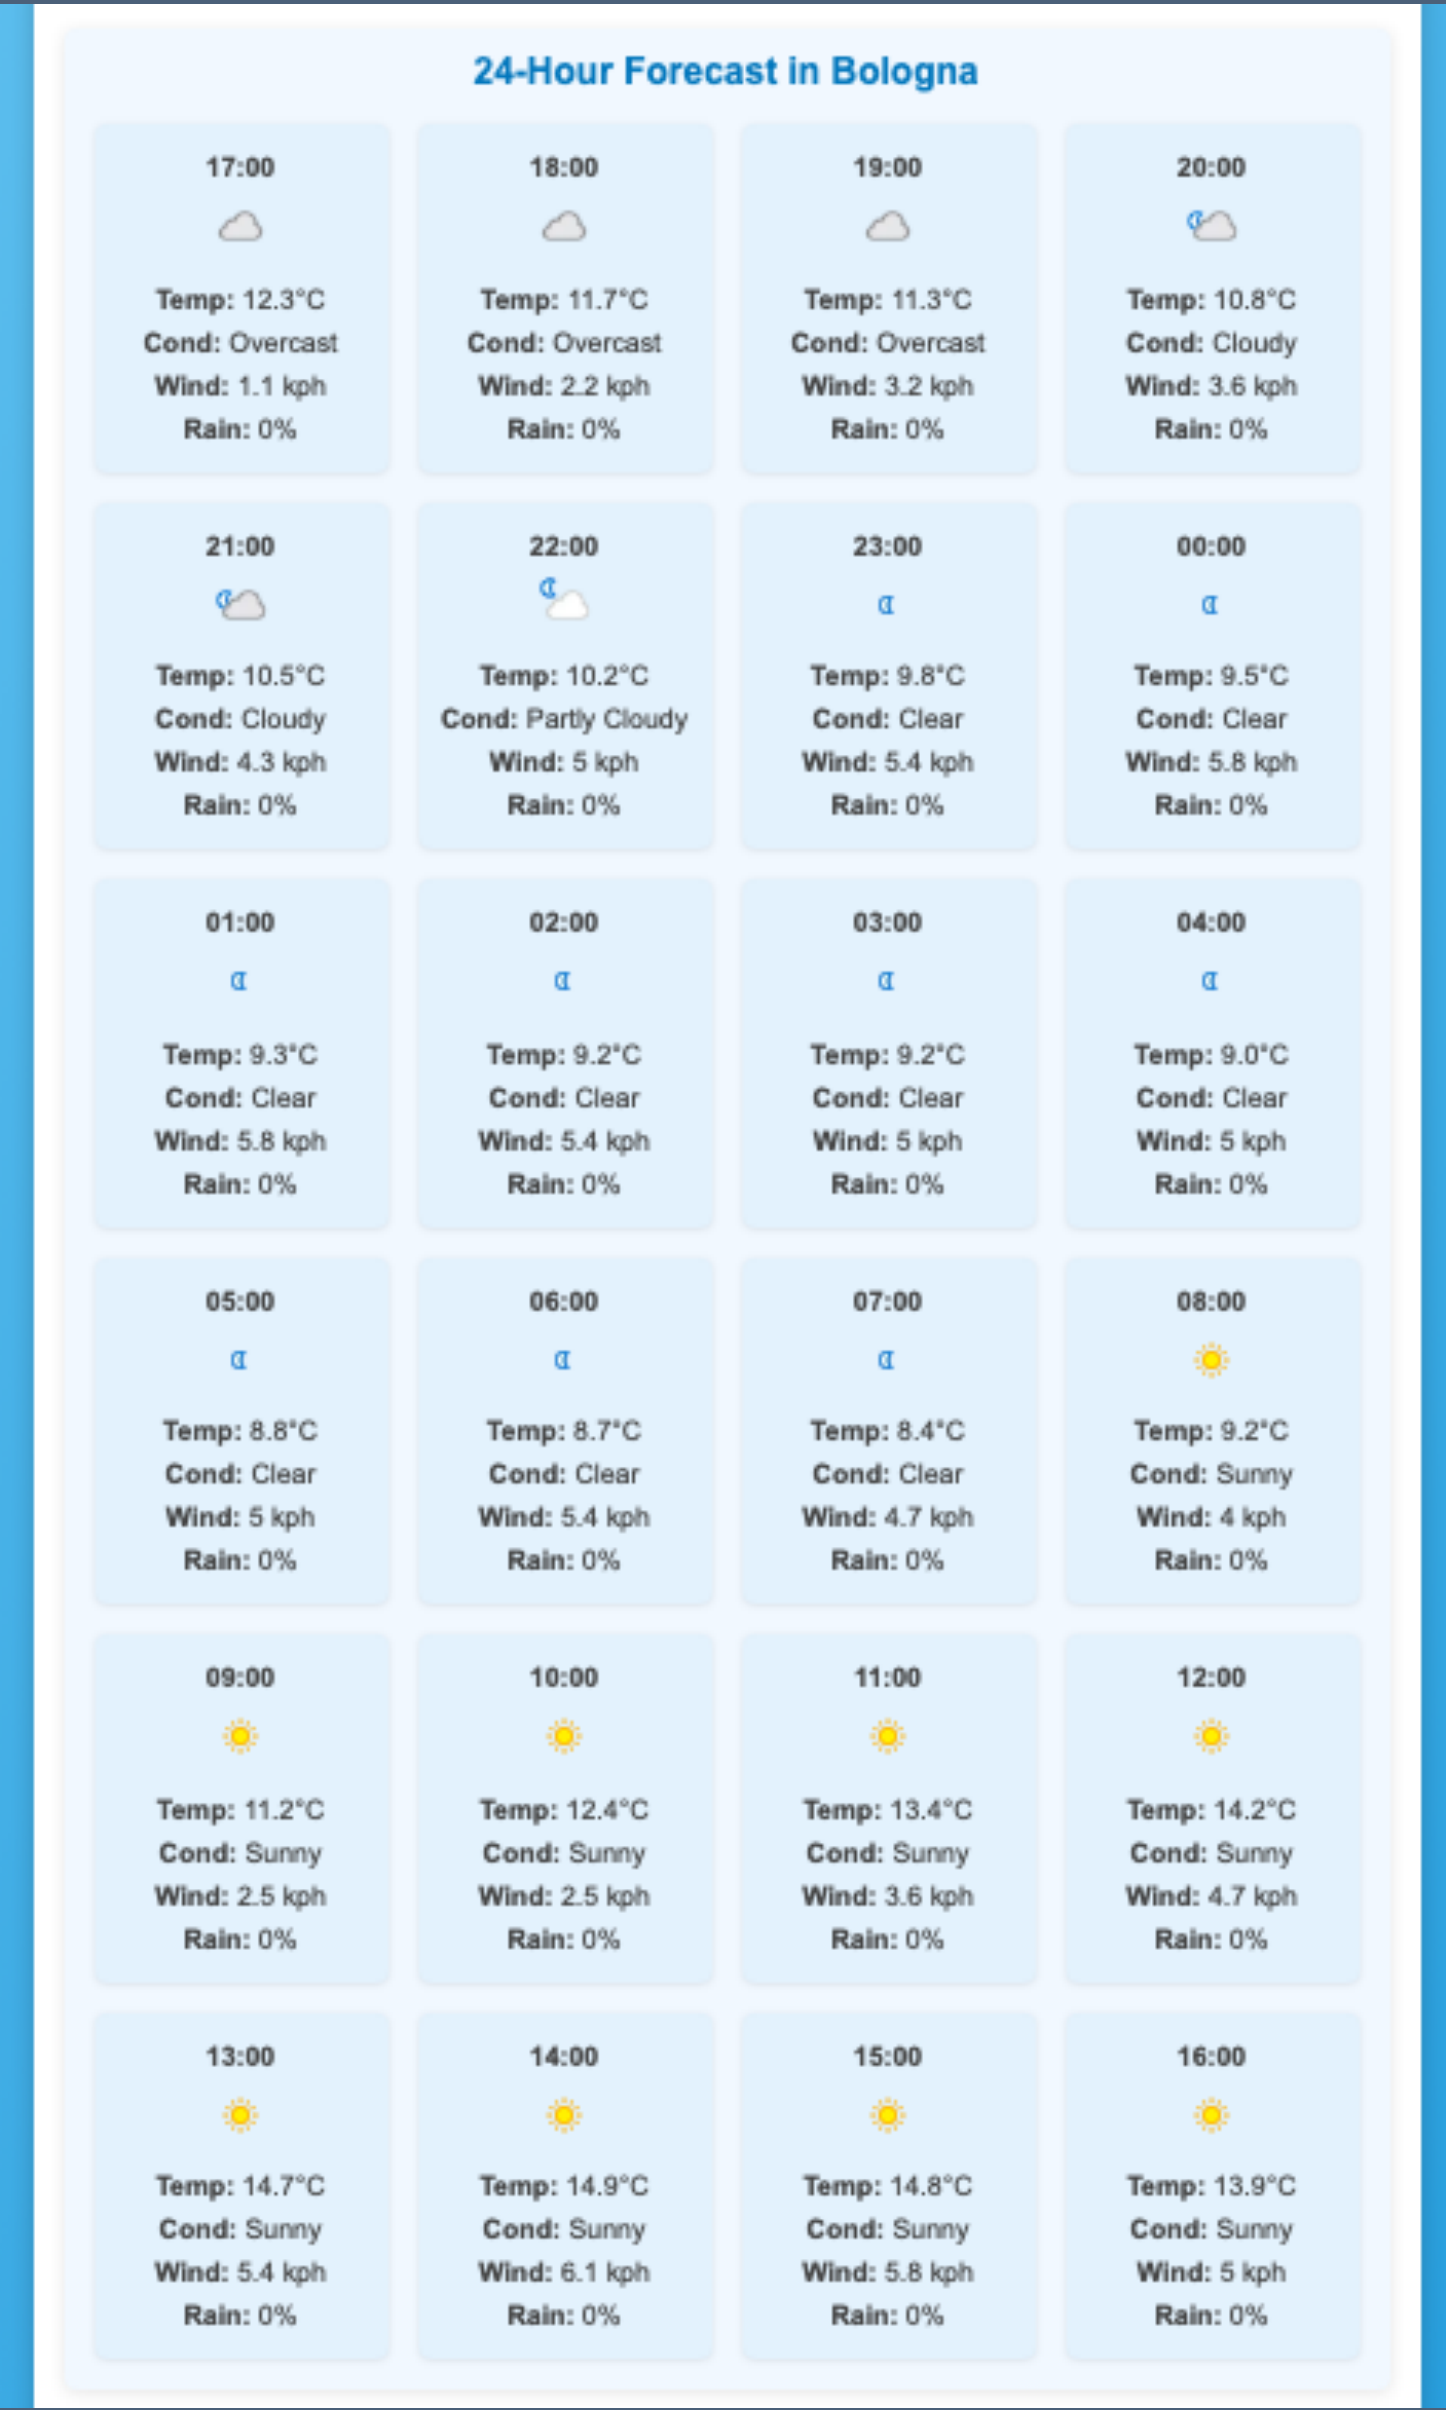 24-Hour Forecast in Bologna
17:00
Temp: 12.3°C
Cond: Overcast
Wind: 1.1 kph
Rain: 0%
18:00
Temp: 11.7°C
Cond: Overcast
Wind: 2.2 kph
Rain: 0%
19:00
Temp: 11.3°C
Cond: Overcast
Wind: 3.2 kph
Rain: 0%
20:00
Temp: 10.8°C
Cond: Cloudy
Wind: 3.6 kph
Rain: 0%
21:00
Temp: 10.5°C
Cond: Cloudy
Wind: 4.3 kph
Rain: 0%
22:00
Temp: 10.2°C
Cond: Partly Cloudy
Wind: 5 kph
Rain: 0%
23:00
Temp: 9.8°C
Cond: Clear
Wind: 5.4 kph
Rain: 0%
00:00
Temp: 9.5°C
Cond: Clear
Wind: 5.8 kph
Rain: 0%
01:00
Temp: 9.3°C
Cond: Clear
Wind: 5.8 kph
Rain: 0%
02:00
Temp: 9.2°C
Cond: Clear
Wind: 5.4 kph
Rain: 0%
03:00
Temp: 9.2°C
Cond: Clear
Wind: 5 kph
Rain: 0%
04:00
Temp: 9.0°C
Cond: Clear
Wind: 5 kph
Rain: 0%
05:00
Temp: 8.8°C
Cond: Clear
Wind: 5 kph
Rain: 0%
06:00
Temp: 8.7°C
Cond: Clear
Wind: 5.4 kph
Rain: 0%
07:00
Temp: 8.4°C
Cond: Clear
Wind: 4.7 kph
Rain: 0%
08:00
Temp: 9.2°C
Cond: Sunny
Wind: 4 kph
Rain: 0%
09:00
Temp: 11.2°C
Cond: Sunny
Wind: 2.5 kph
Rain: 0%
10:00
Temp: 12.4°C
Cond: Sunny
Wind: 2.5 kph
Rain: 0%
11:00
Temp: 13.4°C
Cond: Sunny
Wind: 3.6 kph
Rain: 0%
12:00
Temp: 14.2°C
Cond: Sunny
Wind: 4.7 kph
Rain: 0%
13:00
Temp: 14.7°C
Cond: Sunny
Wind: 5.4 kph
Rain: 0%
14:00
Temp: 14.9°C
Cond: Sunny
Wind: 6.1 kph
Rain: 0%
15:00
Temp: 14.8°C
Cond: Sunny
Wind: 5.8 kph
Rain: 0%
16:00
Temp: 13.9°C
Cond: Sunny
Wind: 5 kph
Rain: 0%